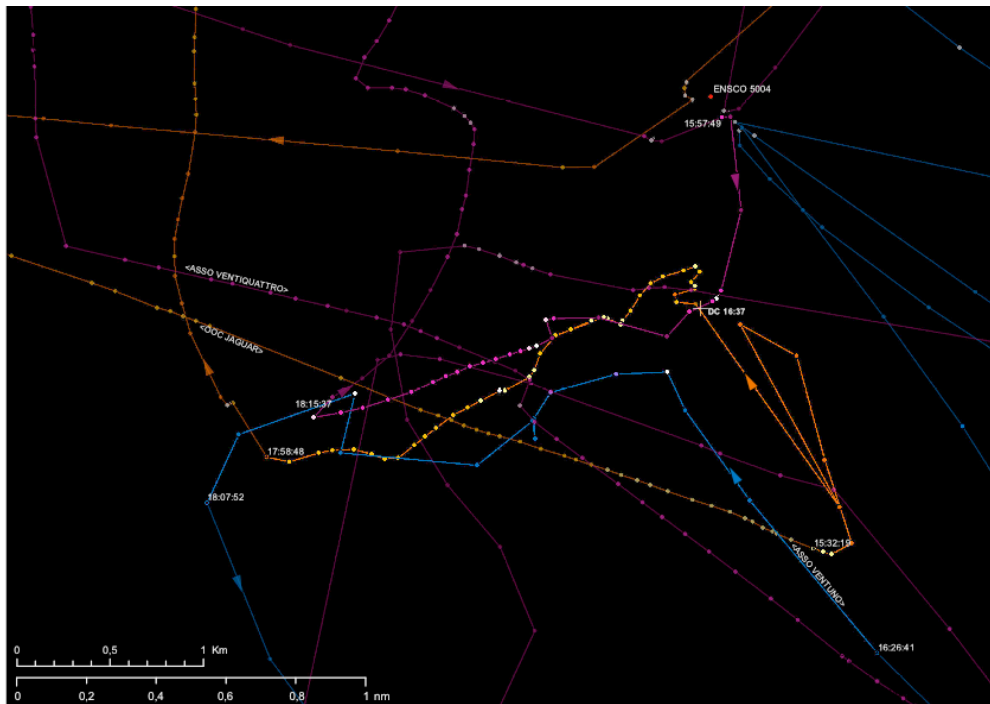 ENSCO 5004
15:57:49
<ASSO VENTIQUATTRO>
DC 16:37
<OOC JAGUAR>
18:15:37
17:58:48
18:07:52
15:32:19
<ASSO VENTUNO>
16:26:41
0 0,5 1 Km
0 0,2 0,4 0,6 0,8 1 nm